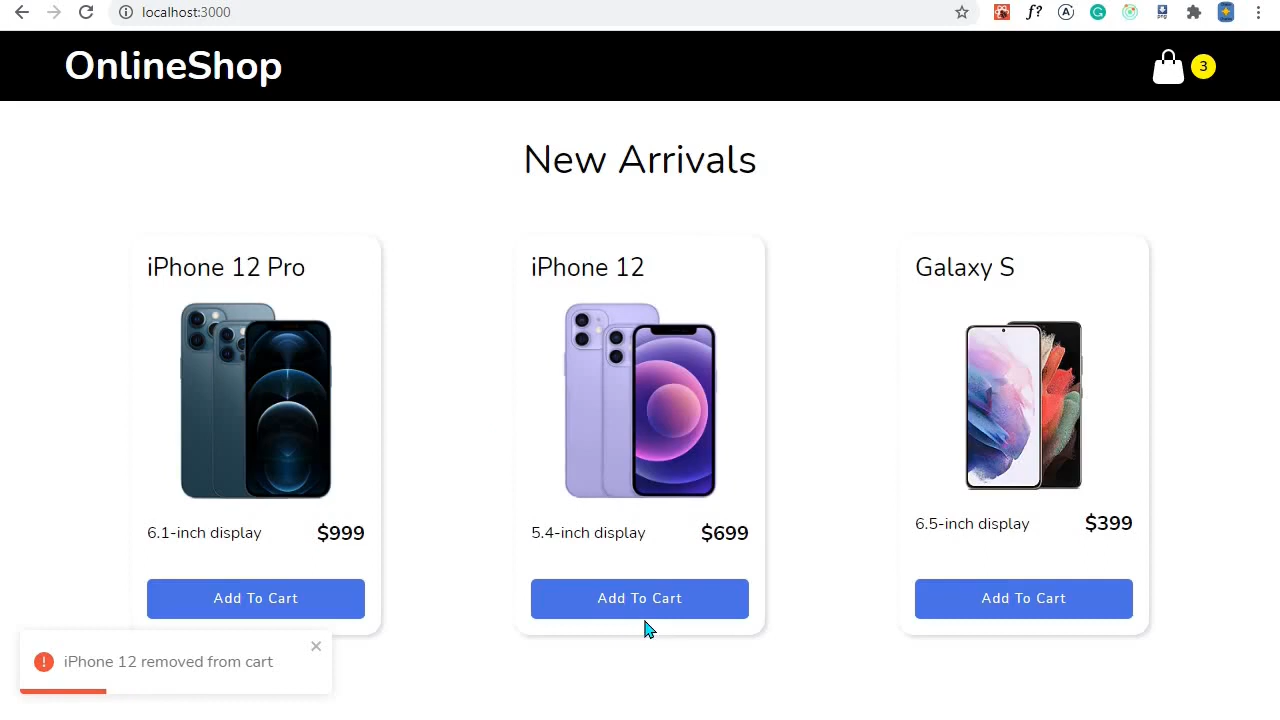 localhost:3000
f?
OnlineShop
3
New Arrivals
iPhone 12 Pro
6.1-inch display $999
Add To Cart
iPhone 12
5.4-inch display $699
Add To Cart
Galaxy S
6.5-inch display $399
Add To Cart
iPhone 12 removed from cart